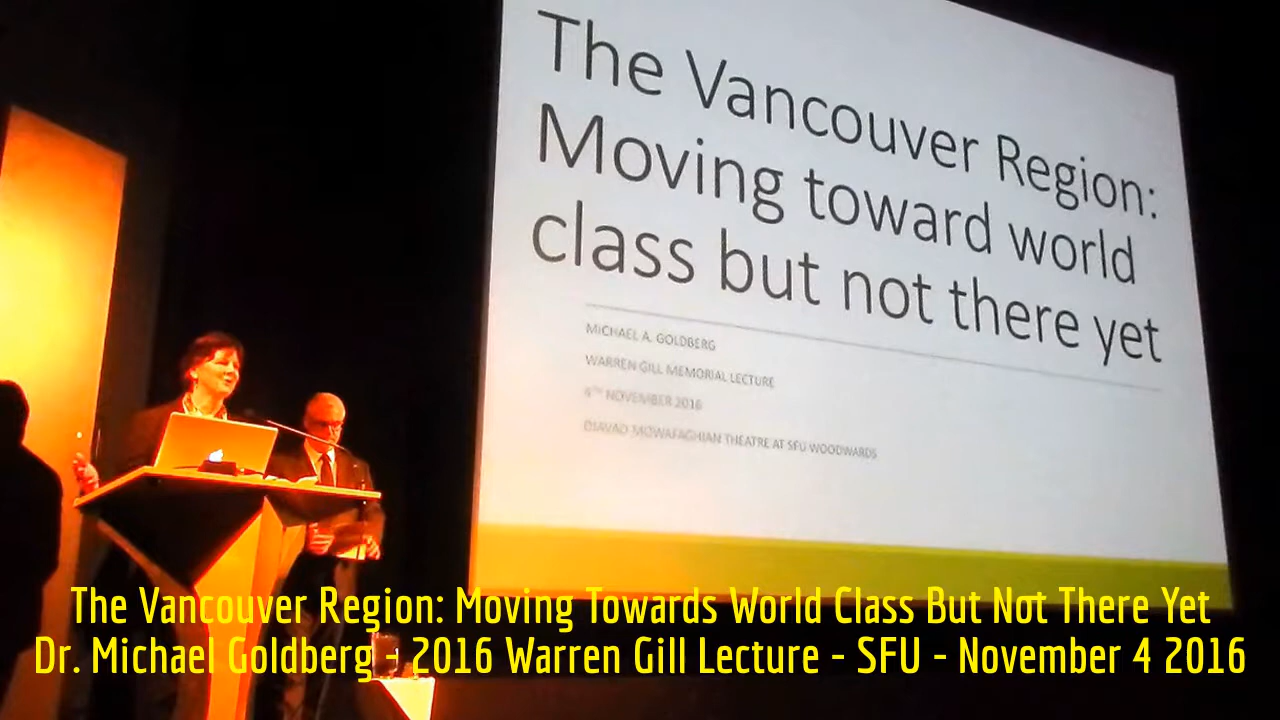 The Vancouver Region:
Moving toward world
class but not there yet
MICHAEL A. GOLDBERG
WARREN GILL MEMORIAL LECTURE
4TH NOVEMBER 2016
DJAVAD MOWAFAGHIAN THEATRE AT SFU WOODWARDS
The Vancouver Region: Moving Towards World Class But Not There Yet
Dr. Michael Goldberg - 2016 Warren Gill Lecture - SFU - November 4 2016